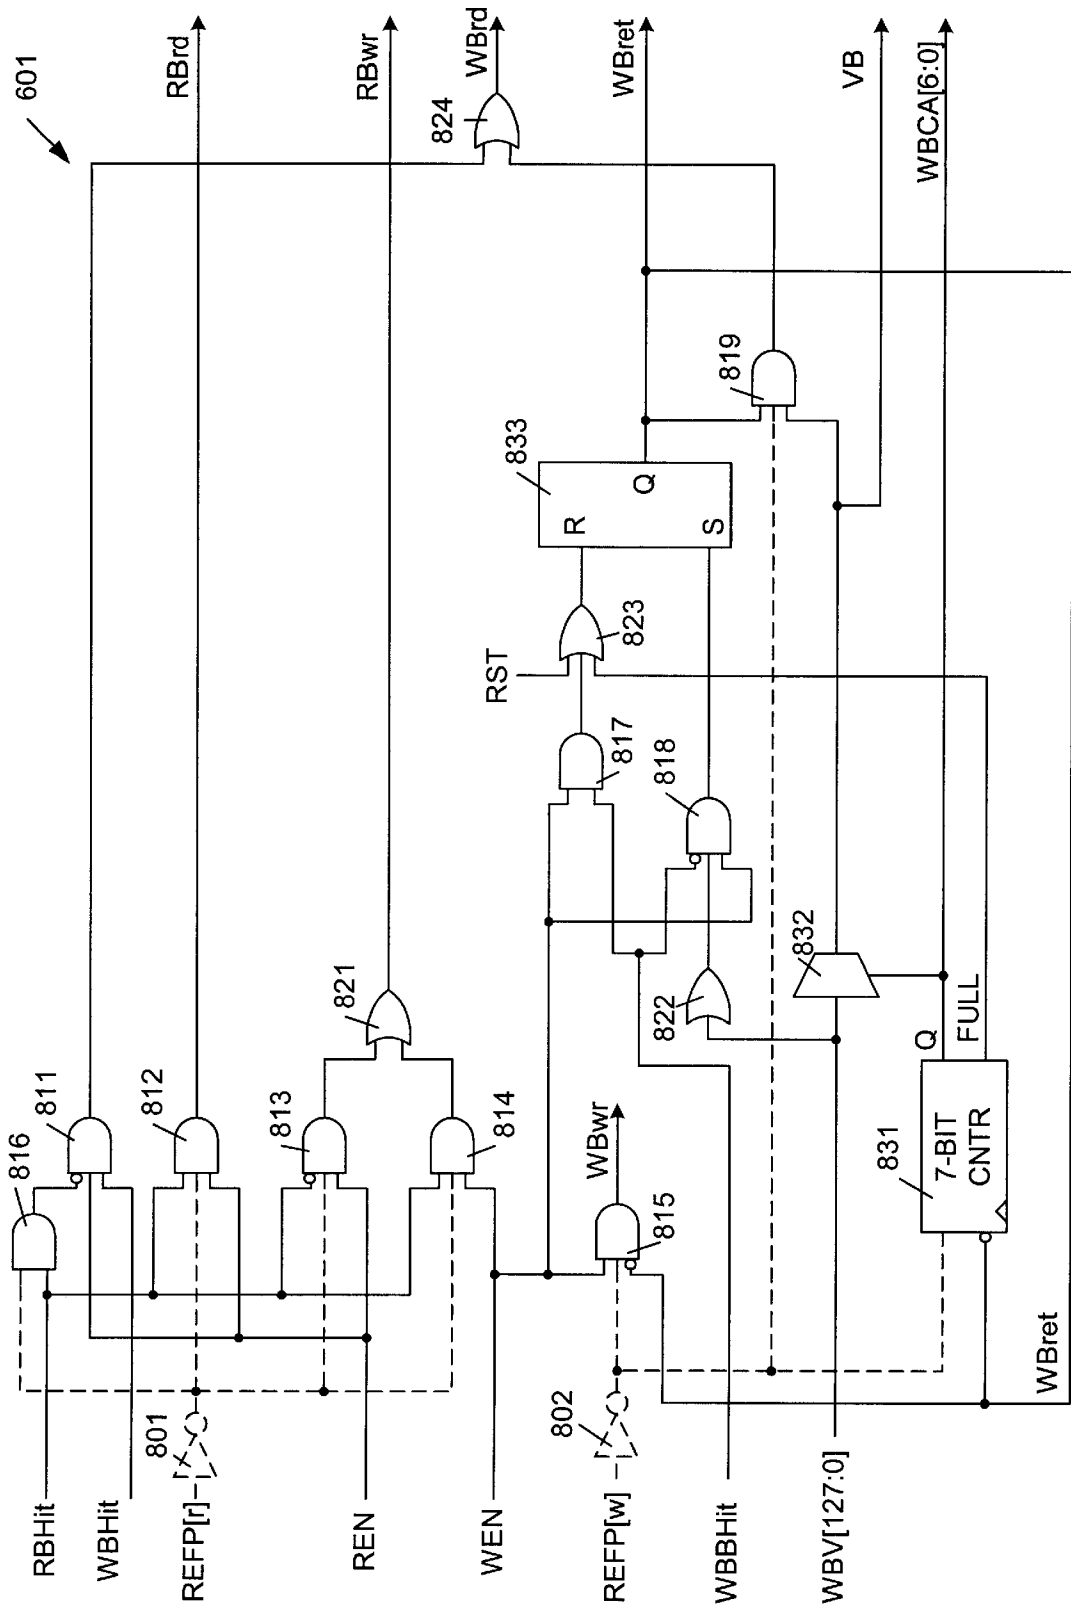 601
RBrd
RBwr
WBrd
824
WBret
VB
WBCA[6:0]
819
833
R
Q
S
823
RST
817
818
821
822
832
Q
FULL
816
811
812
813
814
WBwr
815
831
7-BIT
CNTR
801
802
WBret
RBHit
WBHit
REFP[r]
REN
WEN
REFP[w]
WBBHit
WBV[127:0]